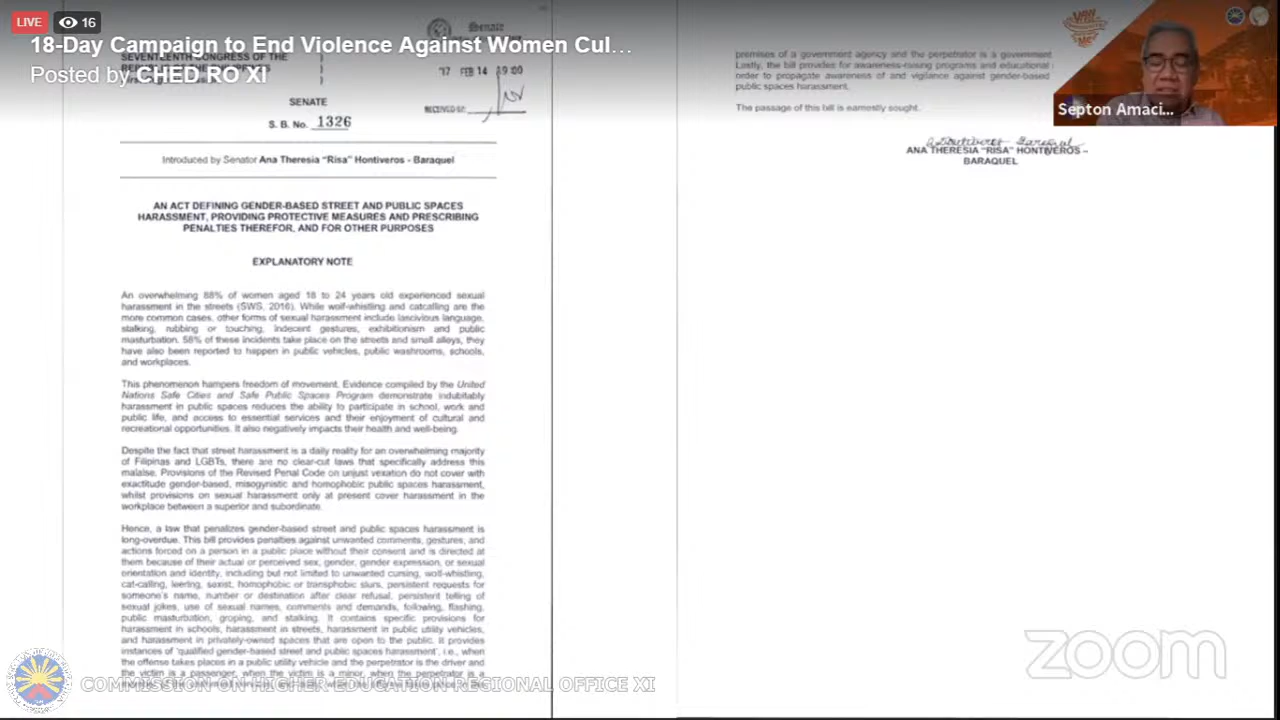 LIVE 16
18-Day Campaign to End Violence Against Women Cul...
Posted by CHED RO XI
Senate
SEVENTEENTH CONGRESS OF THE
'17 FEB 14
SENATE
S. B. No. 1326
Introduced by Senator Ana Theresia “Risa” Hontiveros - Baraquel
AN ACT DEFINING GENDER-BASED STREET AND PUBLIC SPACES
HARASSMENT, PROVIDING PROTECTIVE MEASURES AND PRESCRIBING
PENALTIES THEREFOR, AND FOR OTHER PURPOSES
EXPLANATORY NOTE
An overwhelming 88% of women aged 18 to 24 years old experienced sexual
harassment in the streets (SWS, 2016). While wolf-whistling and catcalling are the
more common cases, other forms of sexual harassment include lascivious language,
stalking, rubbing or touching, indecent gestures, exhibitionism and public
masturbation. 58% of these incidents take place on the streets and small alleys, they
have also been reported to happen in public vehicles, public washrooms, schools,
and workplaces.
This phenomenon hampers freedom of movement. Evidence compiled by the United
Nations Safe Cities and Safe Public Spaces Program demonstrate indubitably
harassment in public spaces reduces the ability to participate in school, work and
public life, and access to essential services and their enjoyment of cultural and
recreational opportunities. It also negatively impacts their health and well-being.
Despite the fact that street harassment is a daily reality for an overwhelming majority
of Filipinas and LGBTs, there are no clear-cut laws that specifically address this
malaise. Provisions of the Revised Penal Code on unjust vexation do not cover with
exactitude gender-based, misogynistic and homophobic public spaces harassment,
whilst provisions on sexual harassment only at present cover harassment in the
workplace between a superior and subordinate.
Hence, a law that penalizes gender-based street and public spaces harassment is
long-overdue. This bill provides penalties against unwanted comments, gestures, and
actions forced on a person in a public place without their consent and is directed at
them because of their actual or perceived sex, gender, gender expression, or sexual
orientation and identity, including but not limited to unwanted cursing, wolf-whistling,
cat-calling, leering, sexist, homophobic or transphobic slurs, persistent requests for
someone's name, number or destination after clear refusal, persistent telling of
sexual jokes, use of sexual names, comments and demands, following, flashing,
public masturbation, groping, and stalking. It contains specific provisions for
harassment in schools, harassment in streets, harassment in public utility vehicles,
and harassment in privately-owned spaces that are open to the public. It provides
instances of 'qualified gender-based street and public spaces harassment', i.e., when
the offense takes places in a public utility vehicle and the perpetrator is the driver and
the victim is a passenger, when the victim is a minor, when the perpetrator is a
COMMISSION ON HIGHER EDUCATION REGIONAL OFFICE XI
premises of a government agency and the perpetrator is a government
Lastly, the bill provides for awareness-raising programs and educational
order to propagate awareness of and vigilance against gender-based
public spaces harassment.
The passage of this bill is earnestly sought.
ANA THERESIA “RISA” HONTIVEROS -
BARAQUEL
Septon Amaci...
zoom